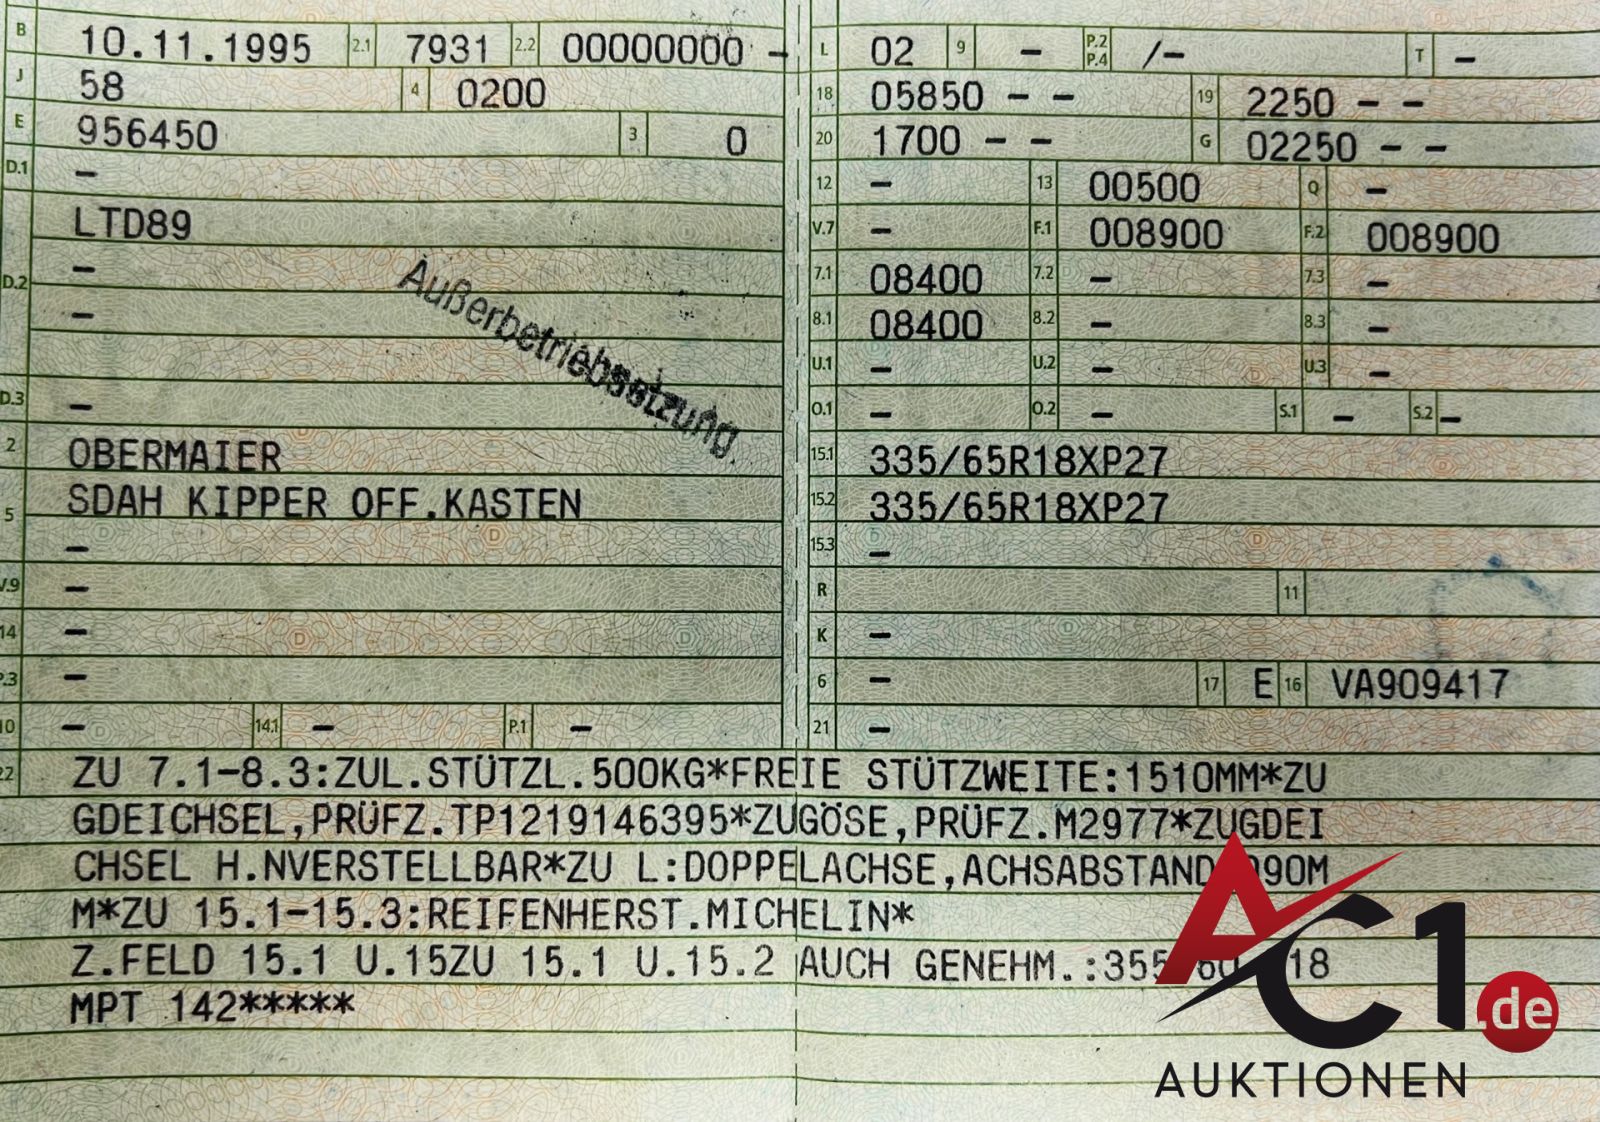 B 10.11.1995 2.1 7931 2.2 00000000 -
J 58 4 0200
E 956450 3 0
D.1 -
LTD89
D.2 -
-
D.3 -
2 OBERMAIER
5 SDAH KIPPER OFF.KASTEN
-
V.9 -
14 -
P.3 -
10 - 14.1 - P.1 -
Außerbetriebssetzung
L 02 9 - P.2 P.4 /- T -
18 05850 - - 19 2250 - -
20 1700 - - G 02250 - -
12 - 13 00500 Q -
V.7 - F.1 008900 F.2 008900
7.1 08400 7.2 - 7.3 -
8.1 08400 8.2 - 8.3 -
U.1 - U.2 - U.3 -
O.1 - O.2 - S.1 - S.2 -
15.1 335/65R18XP27
15.2 335/65R18XP27
15.3 -
R 11
K -
6 - 17 E 16 VA909417
21 -
22 ZU 7.1-8.3:ZUL.STÜTZL.500KG*FREIE STÜTZWEITE:1510MM*ZU
GDEICHSEL,PRÜFZ.TP1219146395*ZUGÖSE,PRÜFZ.M2977*ZUGDEI
CHSEL H.NVERSTELLBAR*ZU L:DOPPELACHSE,ACHSABSTAND 990M
M*ZU 15.1-15.3:REIFENHERST.MICHELIN*
Z.FELD 15.1 U.15ZU 15.1 U.15.2 AUCH GENEHM.:355 60 18
MPT 142*****
AC1.de
AUKTIONEN